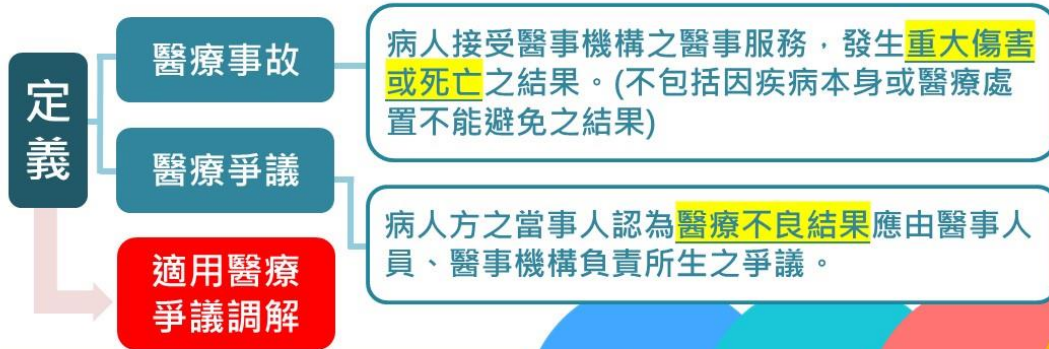 定
義
醫療事故
病人接受醫事機構之醫事服務，發生重大傷害
或死亡之結果。(不包括因疾病本身或醫療處
置不能避免之結果)
醫療爭議
病人方之當事人認為醫療不良結果應由醫事人
員、醫事機構負責所生之爭議。
適用醫療
爭議調解